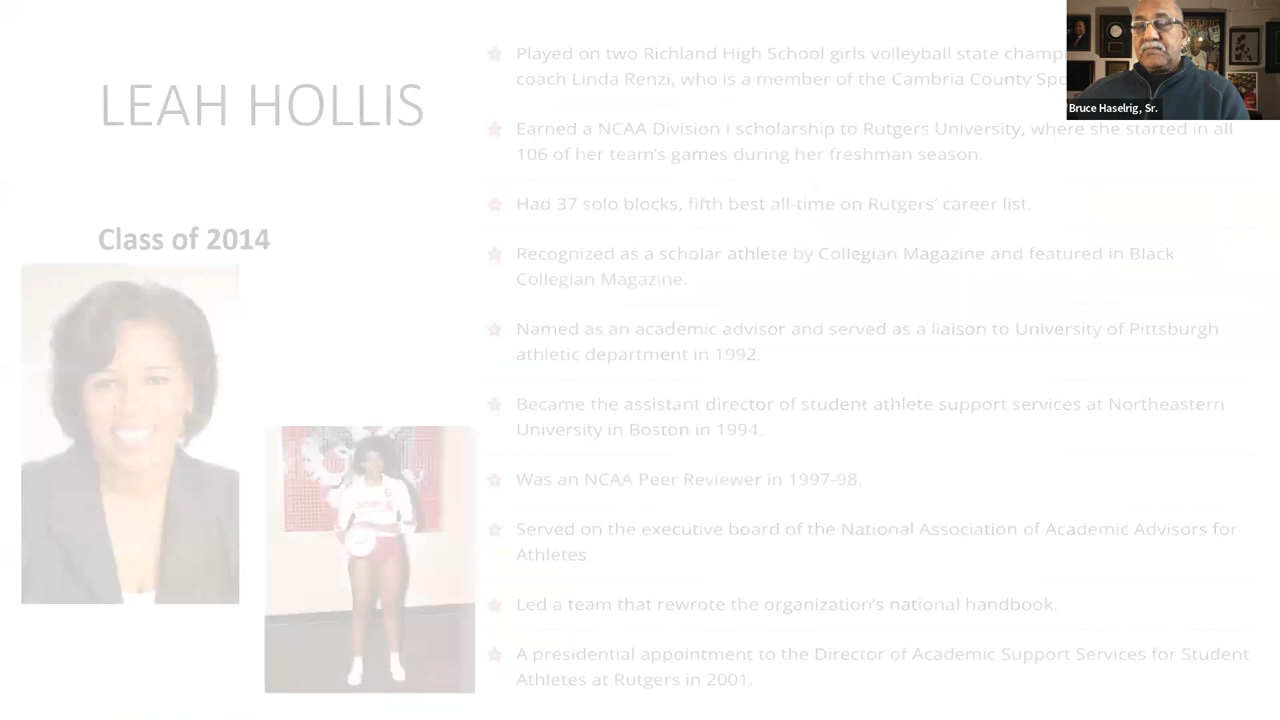 LEAH HOLLIS
Class of 2014
Played on two Richland High School girls volleyball state champ
coach Linda Renzi, who is a member of the Cambria County Spo
Earned a NCAA Division I scholarship to Rutgers University, where she started in all
106 of her team's games during her freshman season.
Had 37 solo blocks, fifth best all-time on Rutgers' career list.
Recognized as a scholar athlete by Collegian Magazine and featured in Black
Collegian Magazine.
Named as an academic advisor and served as a liaison to University of Pittsburgh
athletic department in 1992.
Became the assistant director of student athlete support services at Northeastern
University in Boston in 1994.
Was an NCAA Peer Reviewer in 1997-98.
Served on the executive board of the National Association of Academic Advisors for
Athletes
Led a team that rewrote the organization's national handbook.
A presidential appointment to the Director of Academic Support Services for Student
Athletes at Rutgers in 2001.
Bruce Haselrig, Sr.